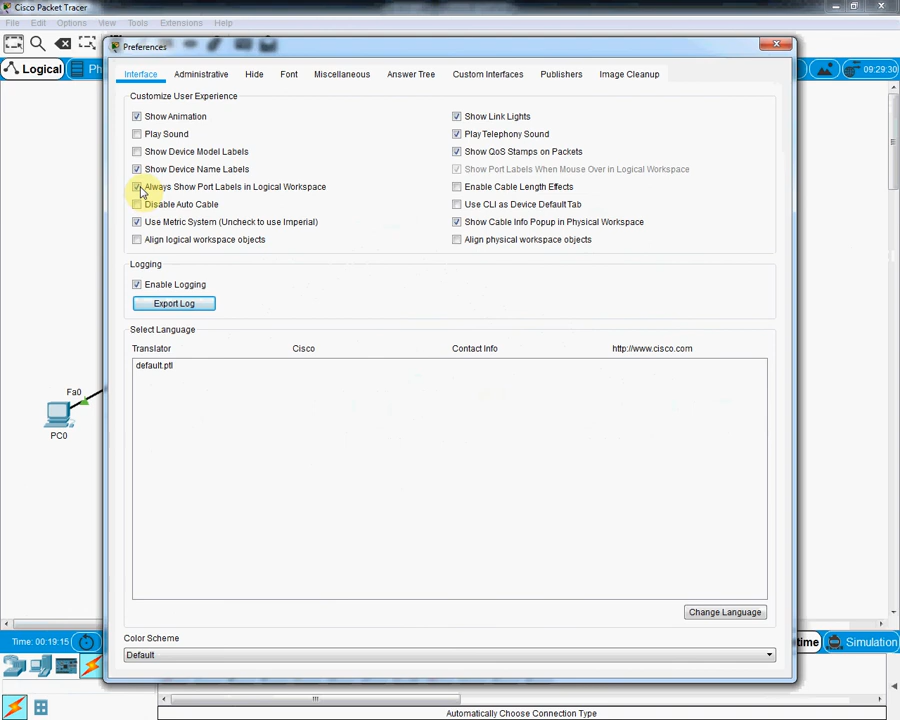 Cisco Packet Tracer
File Edit Options View Tools Extensions Help
Logical
09:29:30
Preferences
Interface Administrative Hide Font Miscellaneous Answer Tree Custom Interfaces Publishers Image Cleanup
Customize User Experience
Show Animation
Show Link Lights
Play Sound
Play Telephony Sound
Show Device Model Labels
Show QoS Stamps on Packets
Show Device Name Labels
Show Port Labels When Mouse Over in Logical Workspace
Always Show Port Labels in Logical Workspace
Enable Cable Length Effects
Disable Auto Cable
Use CLI as Device Default Tab
Use Metric System (Uncheck to use Imperial)
Show Cable Info Popup in Physical Workspace
Align logical workspace objects
Align physical workspace objects
Logging
Enable Logging
Export Log
Select Language
Translator Cisco Contact Info http://www.cisco.com
default.ptl
Fa0
PC0
Change Language
Color Scheme
Default
Time: 00:19:15
Simulation
Automatically Choose Connection Type